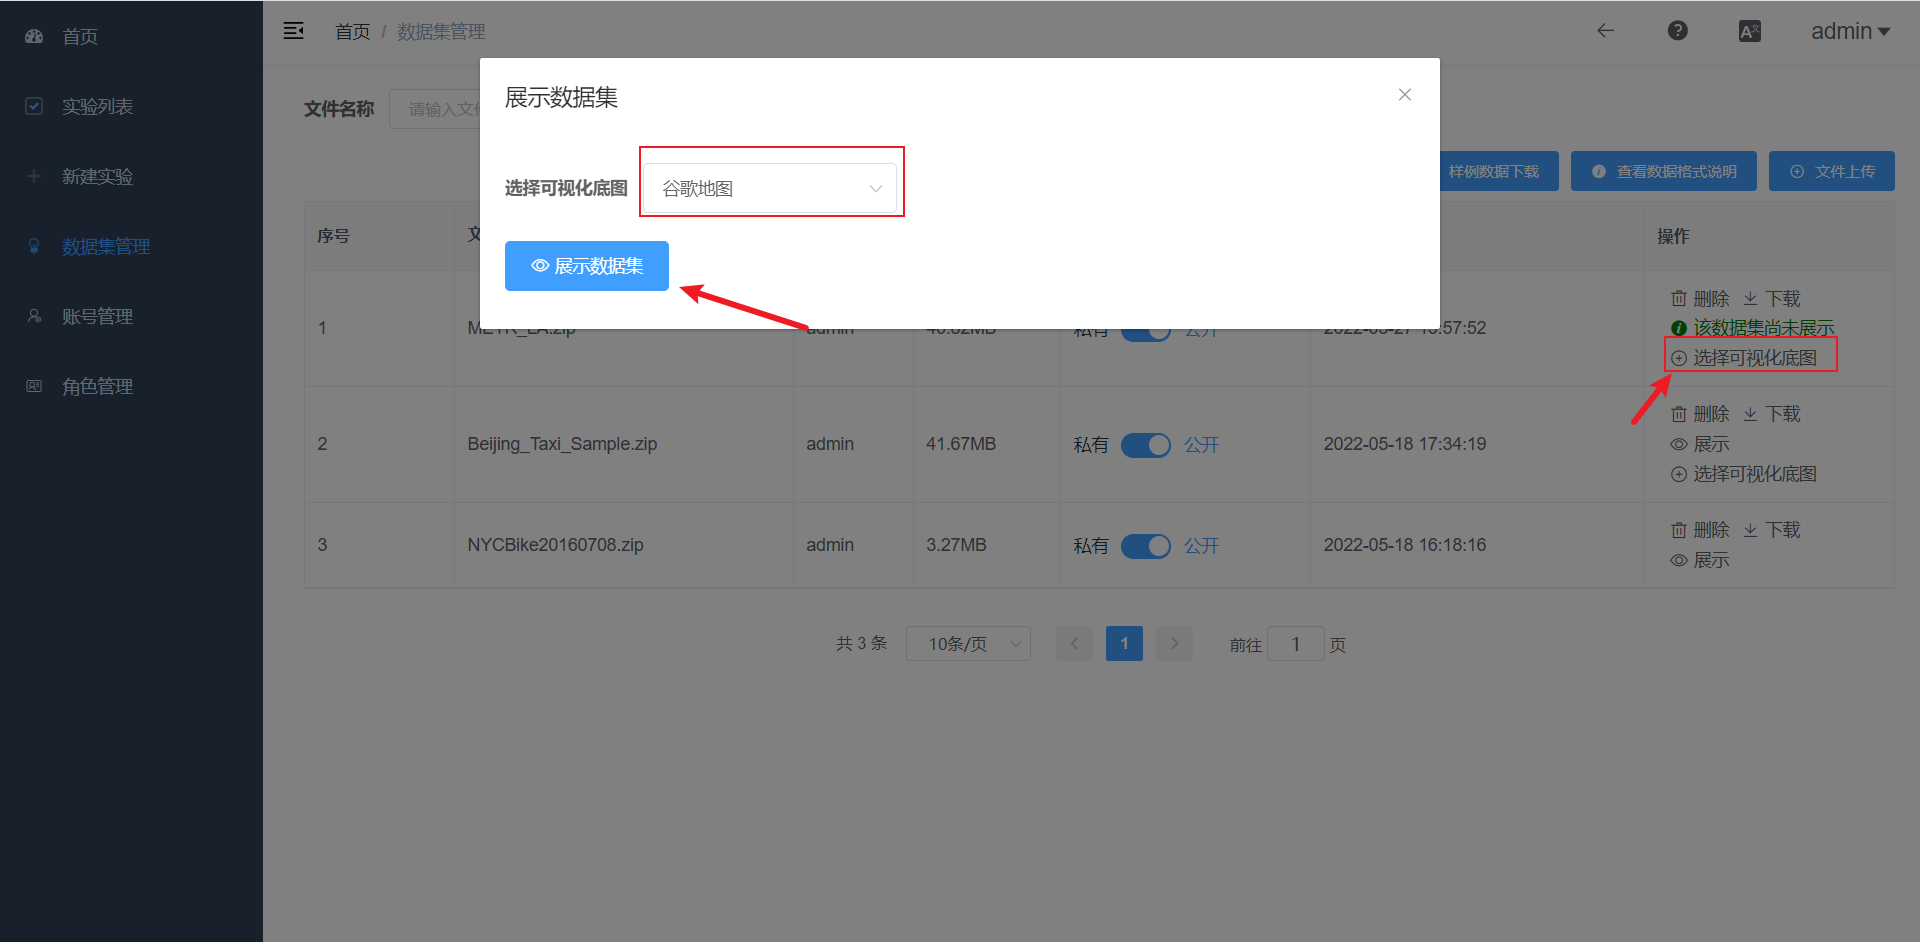 首页
实验列表
新建实验
数据集管理
账号管理
角色管理
首页 / 数据集管理
admin
文件名称 请输入文件
展示数据集
选择可视化底图 谷歌地图
展示数据集
样例数据下载 查看数据格式说明 文件上传
序号 文 操作
1 METR_LA.zip admin 私有 公开 2022-05-27 15:57:52
删除 下载
该数据集尚未展示
选择可视化底图
2 Beijing_Taxi_Sample.zip admin 41.67MB 私有 公开 2022-05-18 17:34:19
删除 下载
展示
选择可视化底图
3 NYCBike20160708.zip admin 3.27MB 私有 公开 2022-05-18 16:18:16
删除 下载
展示
共 3 条 10条/页 1 前往 1 页